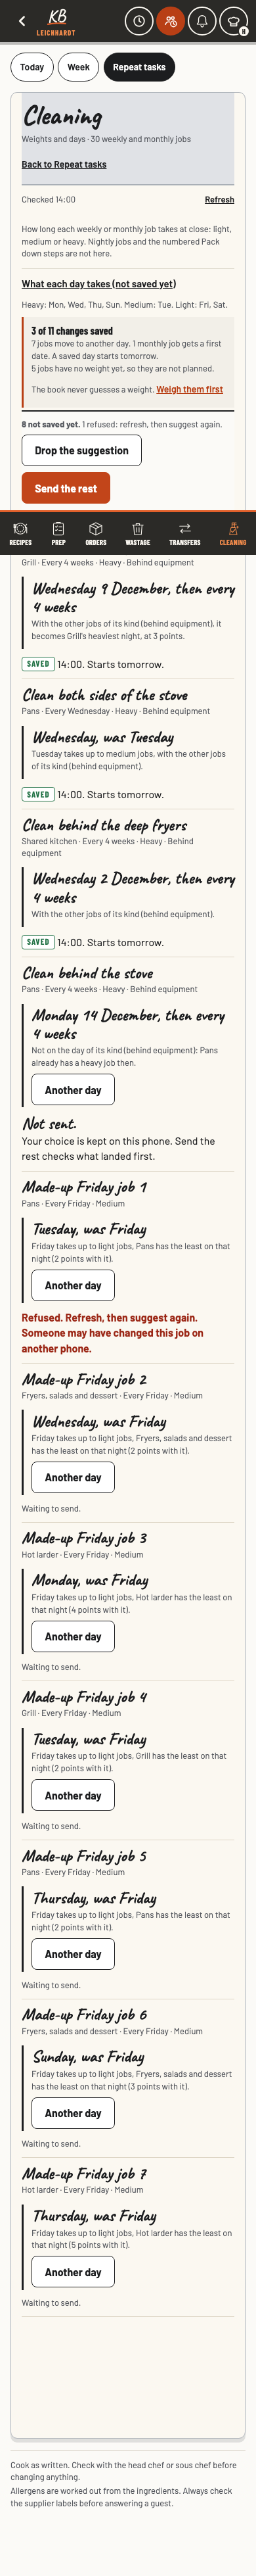 KB
LEICHHARDT
R
Today
Week
Repeat tasks
Cleaning
Weights and days · 30 weekly and monthly jobs
Back to Repeat tasks
Checked 14:00
Refresh
How long each weekly or monthly job takes at close: light,
medium or heavy. Nightly jobs and the numbered Pack
down steps are not here.
What each day takes (not saved yet)
Heavy: Mon, Wed, Thu, Sun. Medium: Tue. Light: Fri, Sat.
3 of 11 changes saved
7 jobs move to another day. 1 monthly job gets a first
date. A saved day starts tomorrow.
5 jobs have no weight yet, so they are not planned.
The book never guesses a weight. Weigh them first
8 not saved yet. 1 refused: refresh, then suggest again.
Drop the suggestion
Send the rest
RECIPES
PREP
ORDERS
WASTAGE
TRANSFERS
CLEANING
Grill · Every 4 weeks · Heavy · Behind equipment
Wednesday 9 December, then every
4 weeks
With the other jobs of its kind (behind equipment), it
becomes Grill's heaviest night, at 3 points.
SAVED 14:00. Starts tomorrow.
Clean both sides of the stove
Pans · Every Wednesday · Heavy · Behind equipment
Wednesday, was Tuesday
Tuesday takes up to medium jobs, with the other jobs
of its kind (behind equipment).
SAVED 14:00. Starts tomorrow.
Clean behind the deep fryers
Shared kitchen · Every 4 weeks · Heavy · Behind
equipment
Wednesday 2 December, then every
4 weeks
With the other jobs of its kind (behind equipment).
SAVED 14:00. Starts tomorrow.
Clean behind the stove
Pans · Every 4 weeks · Heavy · Behind equipment
Monday 14 December, then every
4 weeks
Not on the day of its kind (behind equipment): Pans
already has a heavy job then.
Another day
Not sent.
Your choice is kept on this phone. Send the
rest checks what landed first.
Made-up Friday job 1
Pans · Every Friday · Medium
Tuesday, was Friday
Friday takes up to light jobs, Pans has the least on that
night (2 points with it).
Another day
Refused. Refresh, then suggest again.
Someone may have changed this job on
another phone.
Made-up Friday job 2
Fryers, salads and dessert · Every Friday · Medium
Wednesday, was Friday
Friday takes up to light jobs, Fryers, salads and dessert
has the least on that night (2 points with it).
Another day
Waiting to send.
Made-up Friday job 3
Hot larder · Every Friday · Medium
Monday, was Friday
Friday takes up to light jobs, Hot larder has the least on
that night (4 points with it).
Another day
Waiting to send.
Made-up Friday job 4
Grill · Every Friday · Medium
Tuesday, was Friday
Friday takes up to light jobs, Grill has the least on that
night (2 points with it).
Another day
Waiting to send.
Made-up Friday job 5
Pans · Every Friday · Medium
Thursday, was Friday
Friday takes up to light jobs, Pans has the least on that
night (2 points with it).
Another day
Waiting to send.
Made-up Friday job 6
Fryers, salads and dessert · Every Friday · Medium
Sunday, was Friday
Friday takes up to light jobs, Fryers, salads and dessert
has the least on that night (3 points with it).
Another day
Waiting to send.
Made-up Friday job 7
Hot larder · Every Friday · Medium
Thursday, was Friday
Friday takes up to light jobs, Hot larder has the least on
that night (5 points with it).
Another day
Waiting to send.
Cook as written. Check with the head chef or sous chef before
changing anything.
Allergens are worked out from the ingredients. Always check
the supplier labels before answering a guest.